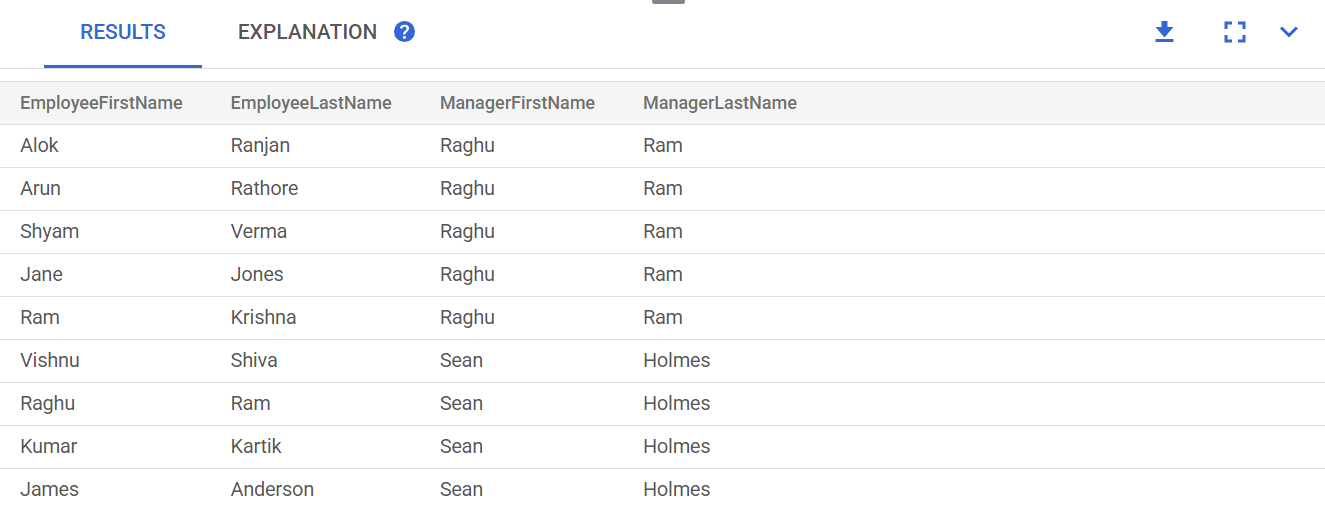 RESULTS EXPLANATION ?
EmployeeFirstName EmployeeLastName ManagerFirstName ManagerLastName
Alok Ranjan Raghu Ram
Arun Rathore Raghu Ram
Shyam Verma Raghu Ram
Jane Jones Raghu Ram
Ram Krishna Raghu Ram
Vishnu Shiva Sean Holmes
Raghu Ram Sean Holmes
Kumar Kartik Sean Holmes
James Anderson Sean Holmes